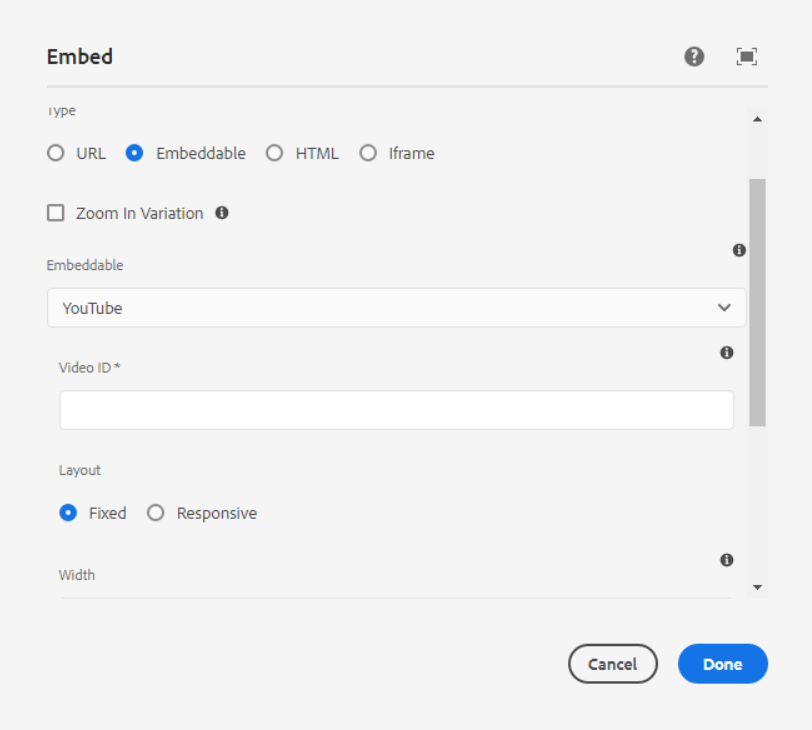 Embed
Type
URL Embeddable HTML Iframe
Zoom In Variation
Embeddable
YouTube
Video ID *
Layout
Fixed Responsive
Width
Cancel Done